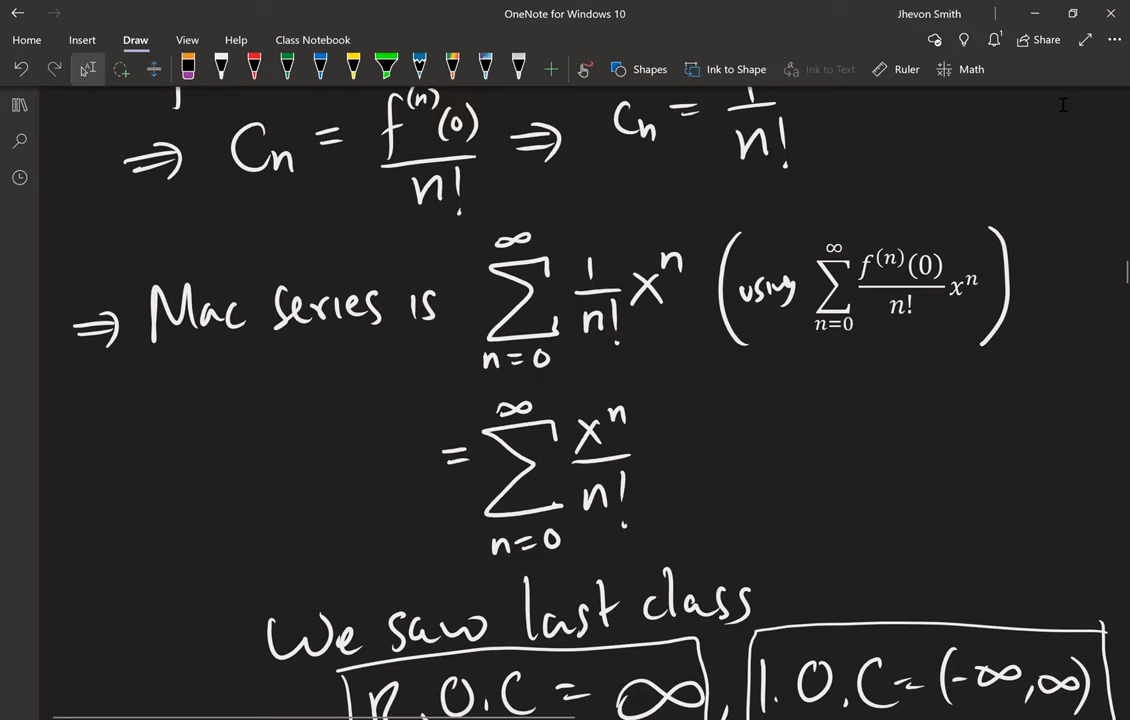 OneNote for Windows 10
Jhevon Smith
Home Insert Draw View Help Class Notebook
1 Share
Shapes Ink to Shape Ink to Text Ruler Math
⇒ Cn = f^(n)(0) / n! ⇒ Cn = 1 / n!
⇒ Mac series is ∑_{n=0}^{∞} 1/n! x^n (using ∑_{n=0}^{∞} f^(n)(0)/n! x^n)
= ∑_{n=0}^{∞} x^n / n!
We saw last class
R.O.C = ∞, I.O.C = (-∞,∞)